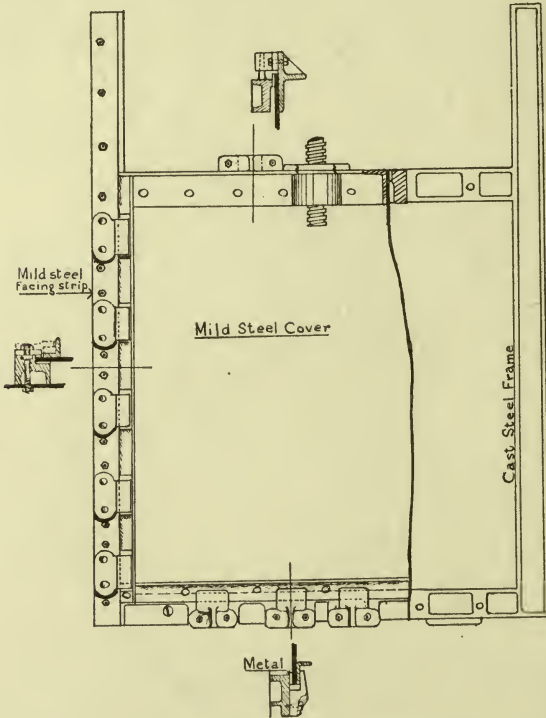 Mild steel
Facing strip
Mild Steel Cover
Cast Steel Frame
Metal